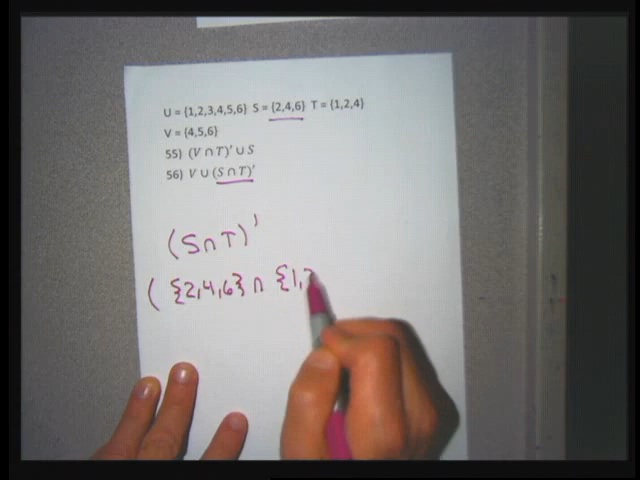 U = {1,2,3,4,5,6} S = {2,4,6} T = {1,2,4}
V = {4,5,6}
55) (V ∩ T)′ ∪ S
56) V ∪ (S ∩ T)′
(S∩T)′
( {2,4,6} ∩ {1,2